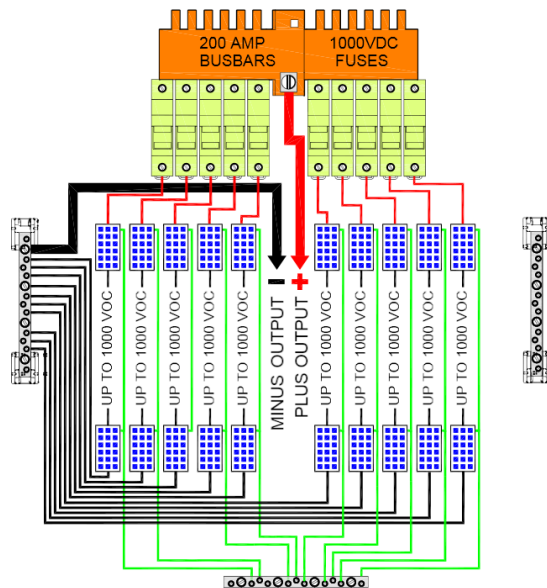 200 AMP
BUSBARS
1000VDC
FUSES
UP TO 1000 VOC
UP TO 1000 VOC
UP TO 1000 VOC
UP TO 1000 VOC
UP TO 1000 VOC
- +
MINUS OUTPUT
PLUS OUTPUT
UP TO 1000 VOC
UP TO 1000 VOC
UP TO 1000 VOC
UP TO 1000 VOC
UP TO 1000 VOC